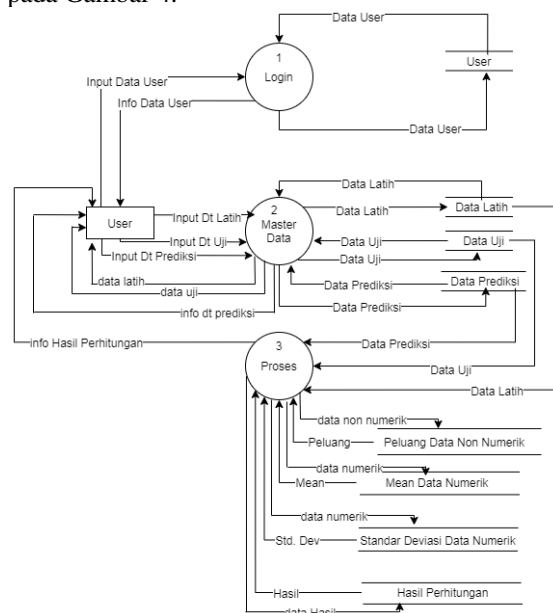 pada Gambar 4.
Data User
1
Login
User
Input Data User
Info Data User
Data User
Data Latih
User
Input Dt Latih
2
Master
Data
Data Latih
Data Latih
Input Dt Uji
Data Uji
Data Uji
Input Dt Prediksi
Data Uji
data latih
Data Prediksi
Data Prediksi
data uji
info dt prediksi
Data Prediksi
info Hasil Perhitungan
3
Proses
Data Prediksi
Data Uji
Data Latih
data non numerik
Peluang
Peluang Data Non Numerik
data numerik
Mean
Mean Data Numerik
data numerik
Std. Dev
Standar Deviasi Data Numerik
Hasil
Hasil Perhitungan
data Hasil